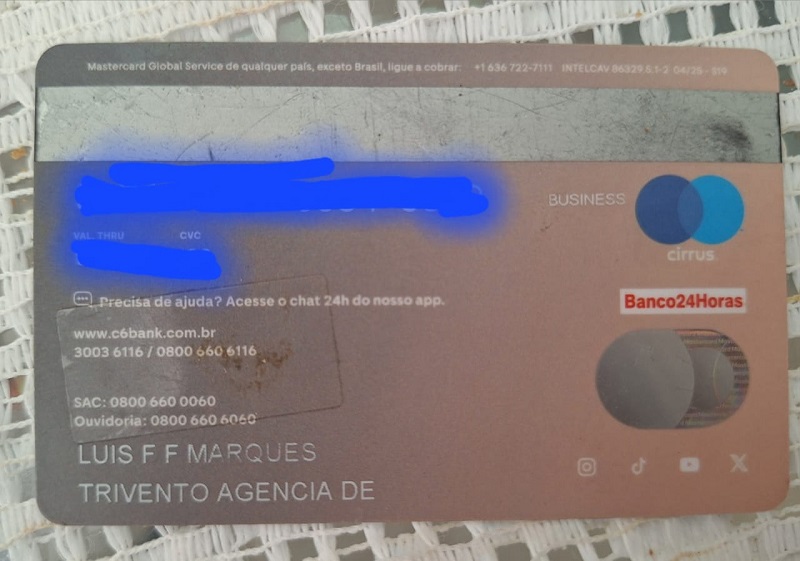 Mastercard Global Service de qualquer país, exceto Brasil, ligue a cobrar: +1 636 722-7111 INTELCAV 86329.5.1-2 04/25 - S19
BUSINESS
cirrus
VAL. THRU CVC
Precisa de ajuda? Acesse o chat 24h do nosso app.
Banco24Horas
www.c6bank.com.br
3003 6116 / 0800 660 6116
SAC: 0800 660 0060
Ouvidoria: 0800 660 6060
LUIS F F MARQUES
TRIVENTO AGENCIA DE